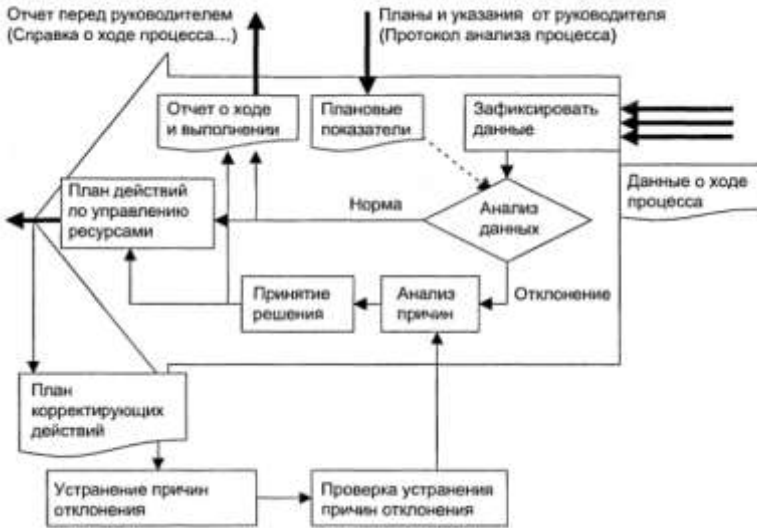 Отчет перед руководителем
(Справка о ходе процесса...)
Планы и указания от руководителя
(Протокол анализа процесса)
Отчет о ходе
и выполнении
Плановые
показатели
Зафиксировать
данные
Данные о ходе
процесса
План действий
по управлению
ресурсами
Норма
Анализ
данных
Принятие
решения
Анализ
причин
Отклонение
План
корректирующих
действий
Устранение причин
отклонения
Проверка устранения
причин отклонения